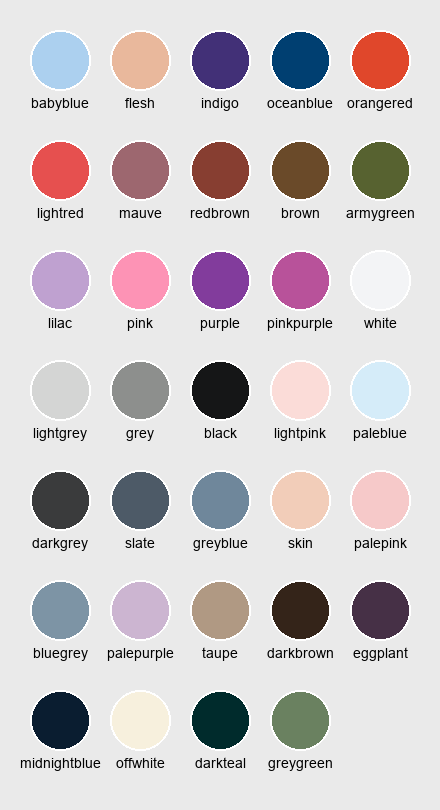 babyblue flesh indigo oceanblue orangered
lightred mauve redbrown brown armygreen
lilac pink purple pinkpurple white
lightgrey grey black lightpink paleblue
darkgrey slate greyblue skin palepink
bluegrey palepurple taupe darkbrown eggplant
midnightblue offwhite darkteal greygreen